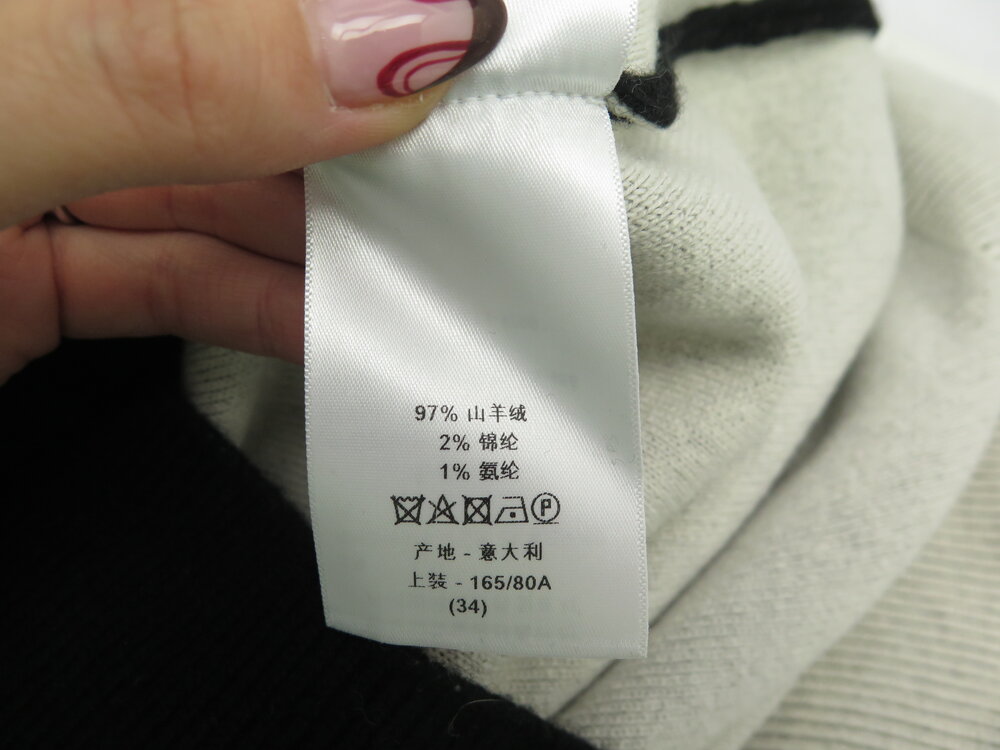 97% 山羊绒
2% 锦纶
1% 氨纶
P
产地 - 意大利
上装 - 165/80A
(34)